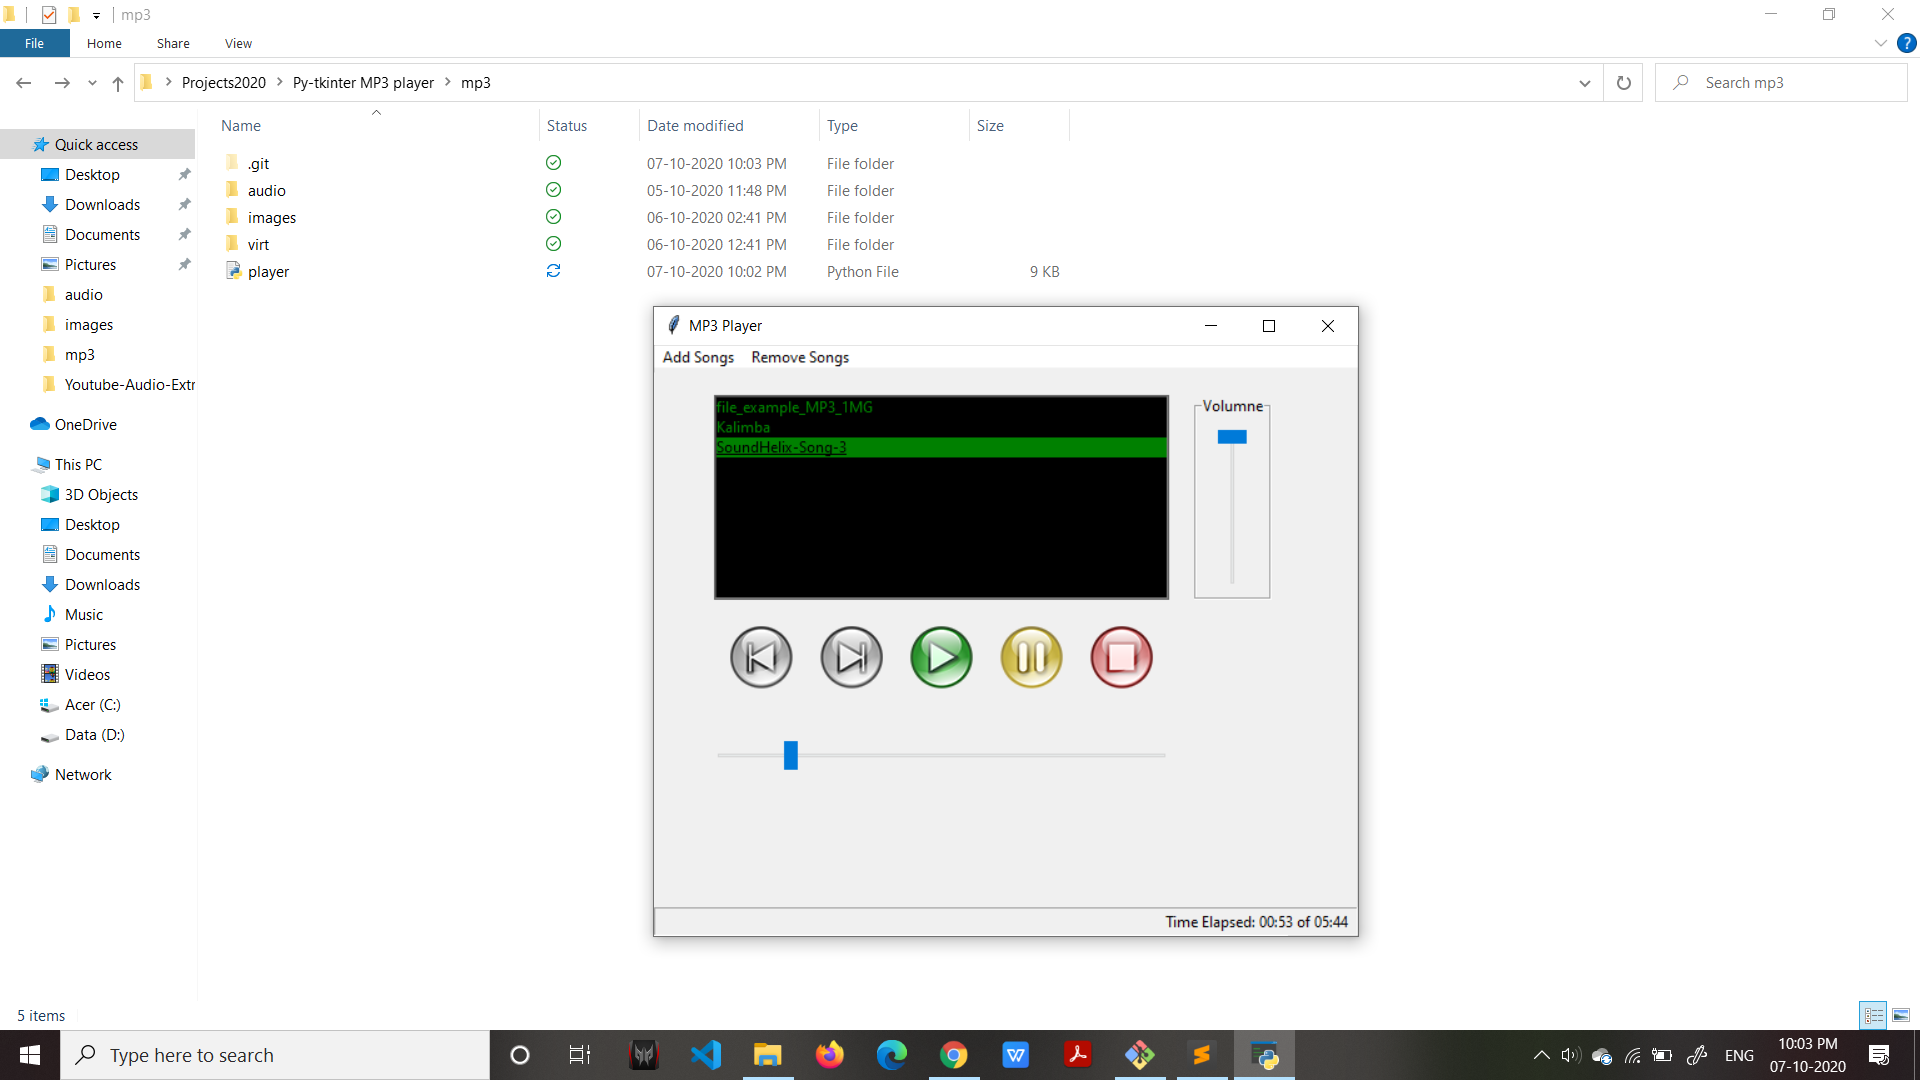 mp3
File Home Share View
Projects2020 Py-tkinter MP3 player mp3
Search mp3
Name Status Date modified Type Size
.git 07-10-2020 10:03 PM File folder
audio 05-10-2020 11:48 PM File folder
images 06-10-2020 02:41 PM File folder
virt 06-10-2020 12:41 PM File folder
player 07-10-2020 10:02 PM Python File 9 KB
Quick access
Desktop
Downloads
Documents
Pictures
audio
images
mp3
Youtube-Audio-Extr
OneDrive
This PC
3D Objects
Desktop
Documents
Downloads
Music
Pictures
Videos
Acer (C:)
Data (D:)
Network
MP3 Player
Add Songs Remove Songs
file_example_MP3_1MG
Kalimba
SoundHelix-Song-3
Volumne
Time Elapsed: 00:53 of 05:44
5 items
Type here to search
ENG
10:03 PM
07-10-2020